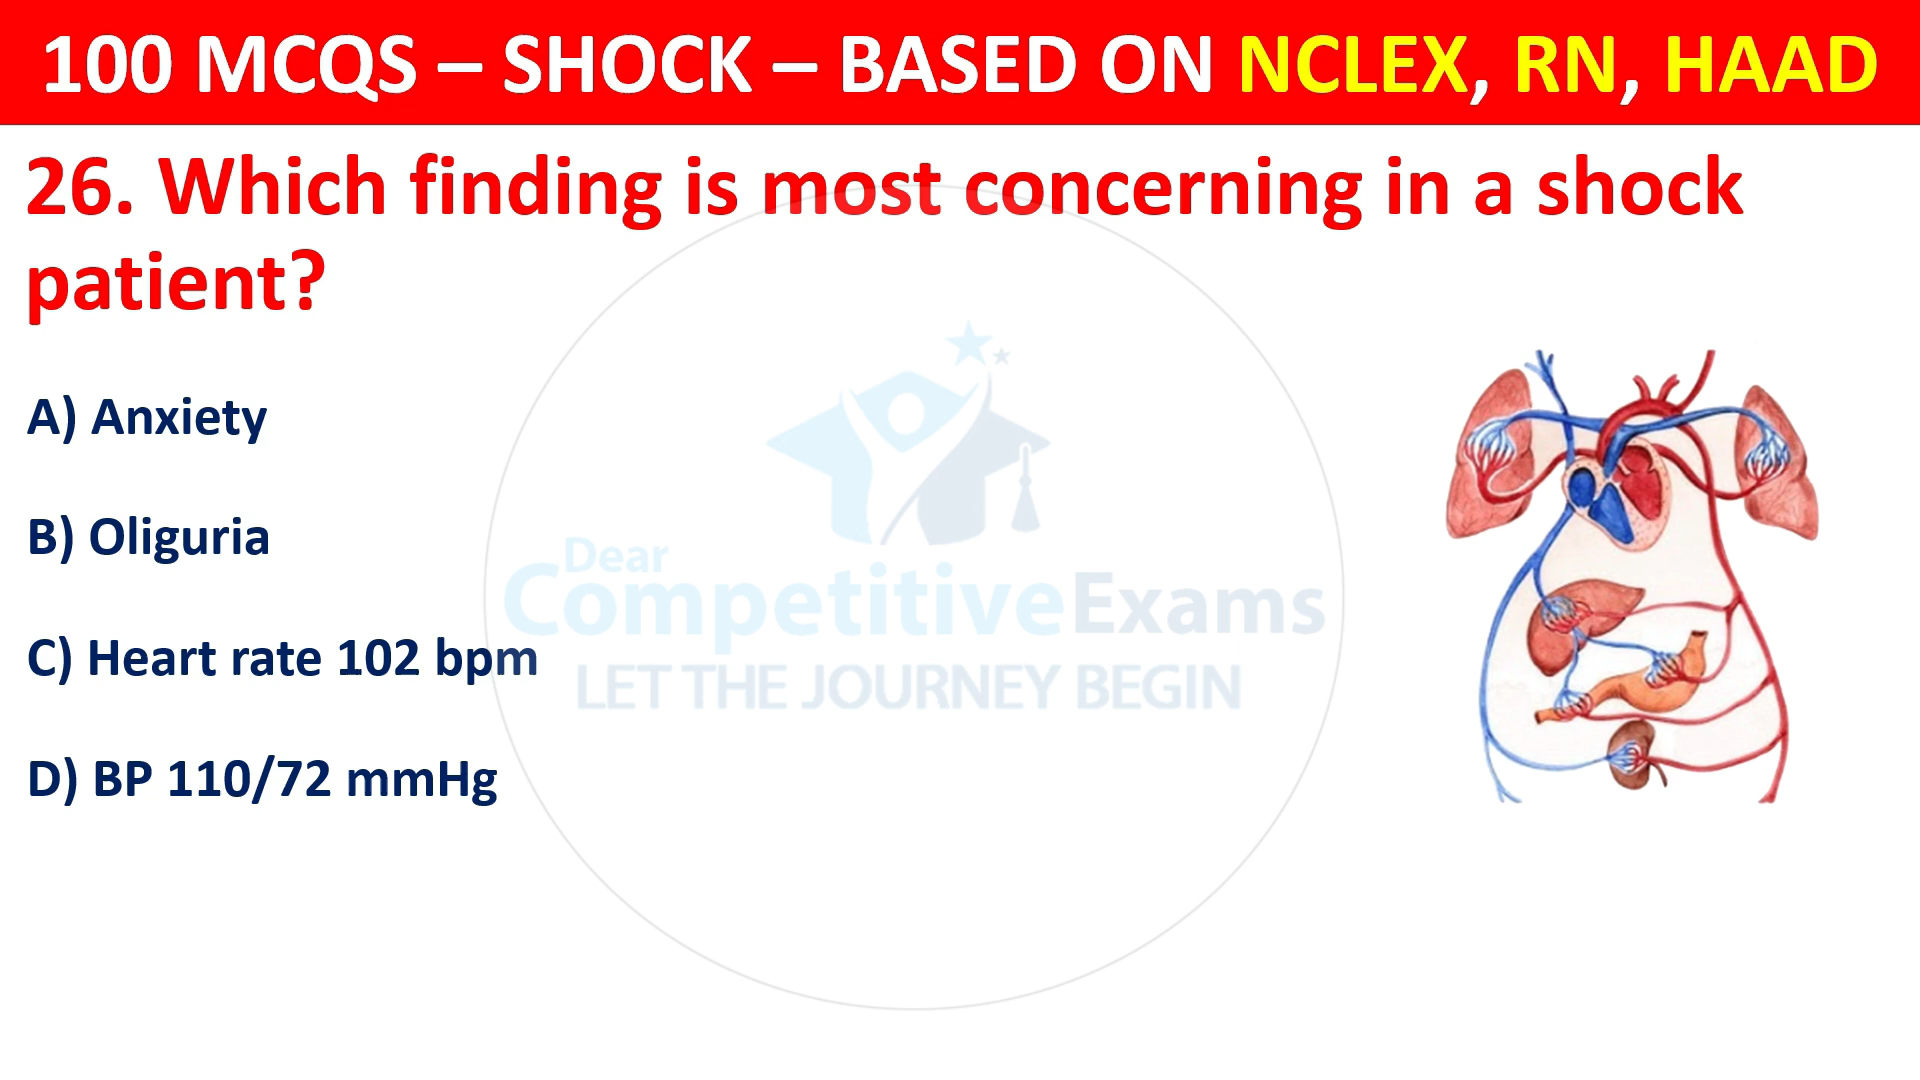 100 MCQS – SHOCK – BASED ON NCLEX, RN, HAAD
26. Which finding is most concerning in a shock
patient?
A) Anxiety
B) Oliguria
C) Heart rate 102 bpm
D) BP 110/72 mmHg
Dear
CompetitiveExams
LET THE JOURNEY BEGIN